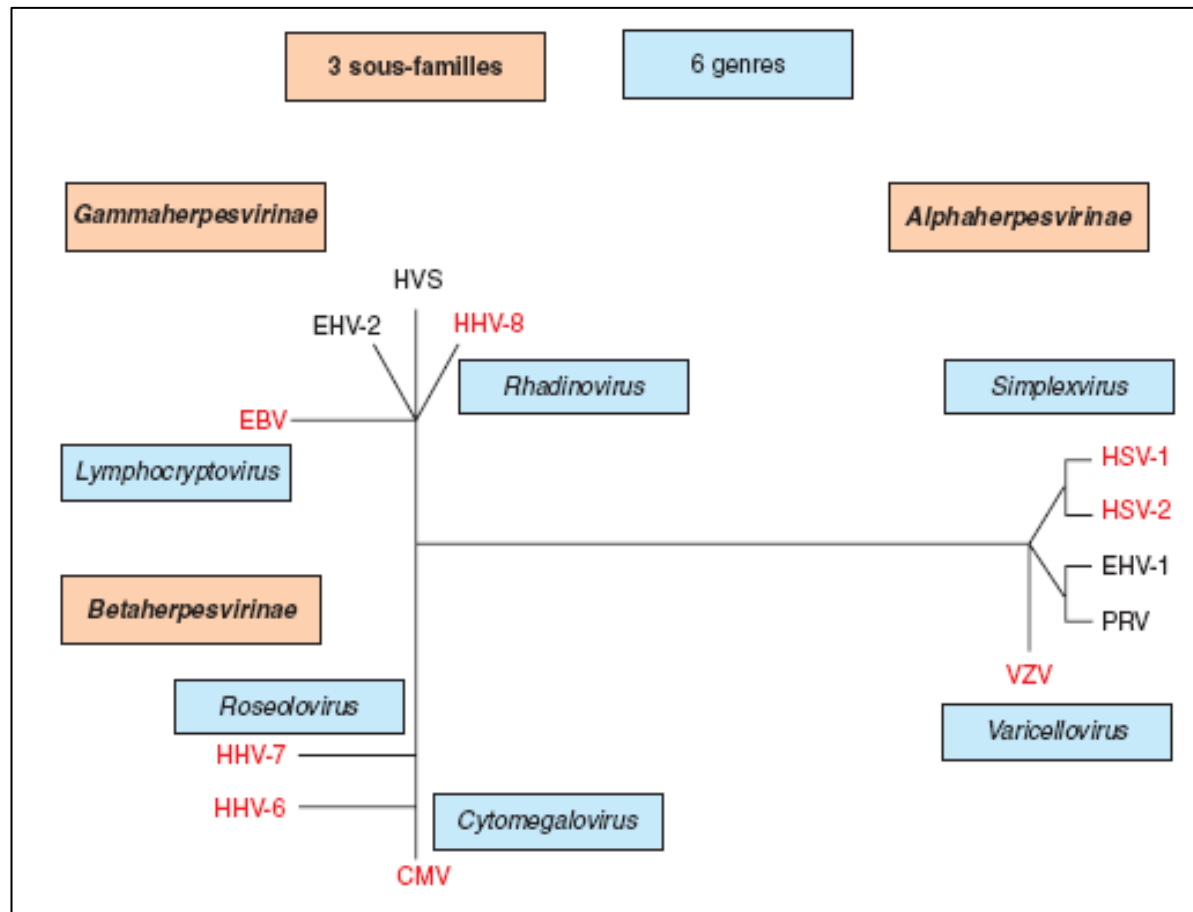 3 sous-familles
6 genres
Gammaherpesvirinae
Alphaherpesvirinae
HVS
EHV-2
HHV-8
Rhadinovirus
Simplexvirus
EBV
Lymphocryptovirus
HSV-1
HSV-2
EHV-1
PRV
Betaherpesvirinae
VZV
Roseolovirus
Varicellovirus
HHV-7
HHV-6
Cytomegalovirus
CMV